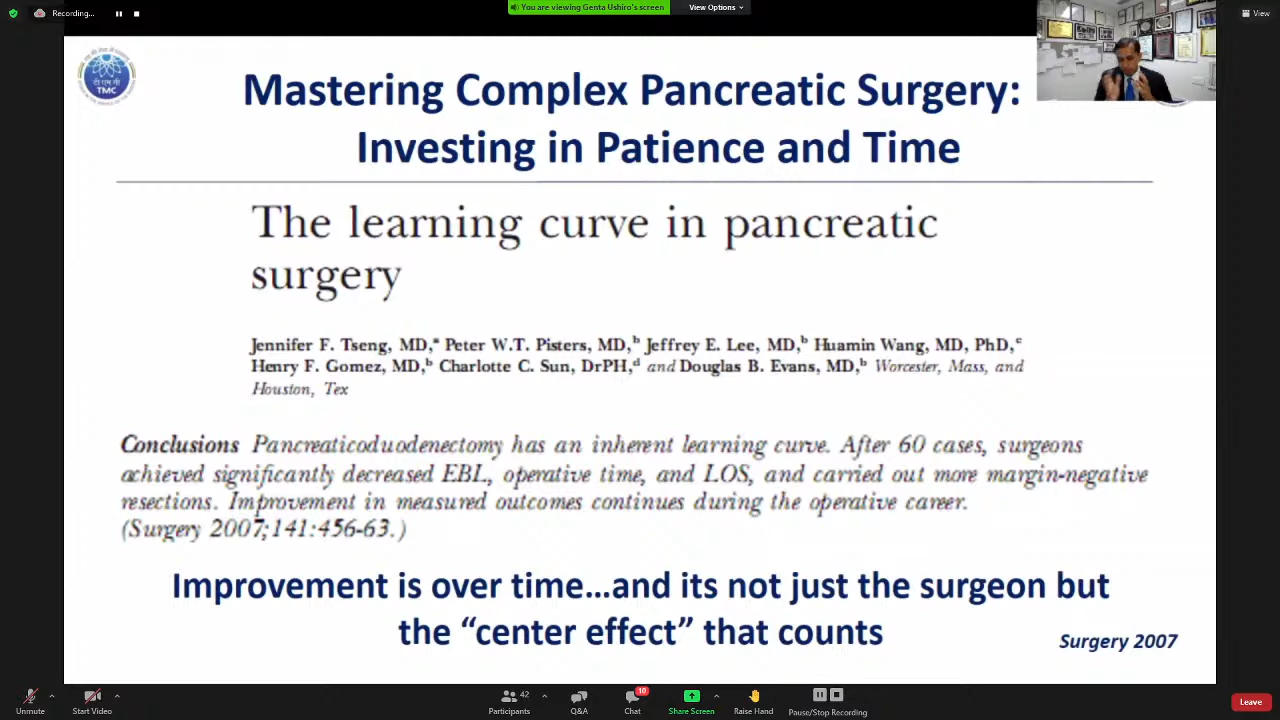 Recording...
You are viewing Genta Ushiro's screen
View Options
View
टी एम सी
TMC
Mastering Complex Pancreatic Surgery:
Investing in Patience and Time
The learning curve in pancreatic
surgery
Jennifer F. Tseng, MD,a Peter W.T. Pisters, MD,b Jeffrey E. Lee, MD,b Huamin Wang, MD, PhD,c
Henry F. Gomez, MD,b Charlotte C. Sun, DrPH,d and Douglas B. Evans, MD,b Worcester, Mass, and
Houston, Tex
Conclusions Pancreaticoduodenectomy has an inherent learning curve. After 60 cases, surgeons
achieved significantly decreased EBL, operative time, and LOS, and carried out more margin-negative
resections. Improvement in measured outcomes continues during the operative career.
(Surgery 2007;141:456-63.)
Improvement is over time...and its not just the surgeon but
the “center effect” that counts
Surgery 2007
Unmute
Start Video
42
Participants
Q&A
10
Chat
Share Screen
Raise Hand
Pause/Stop Recording
Leave